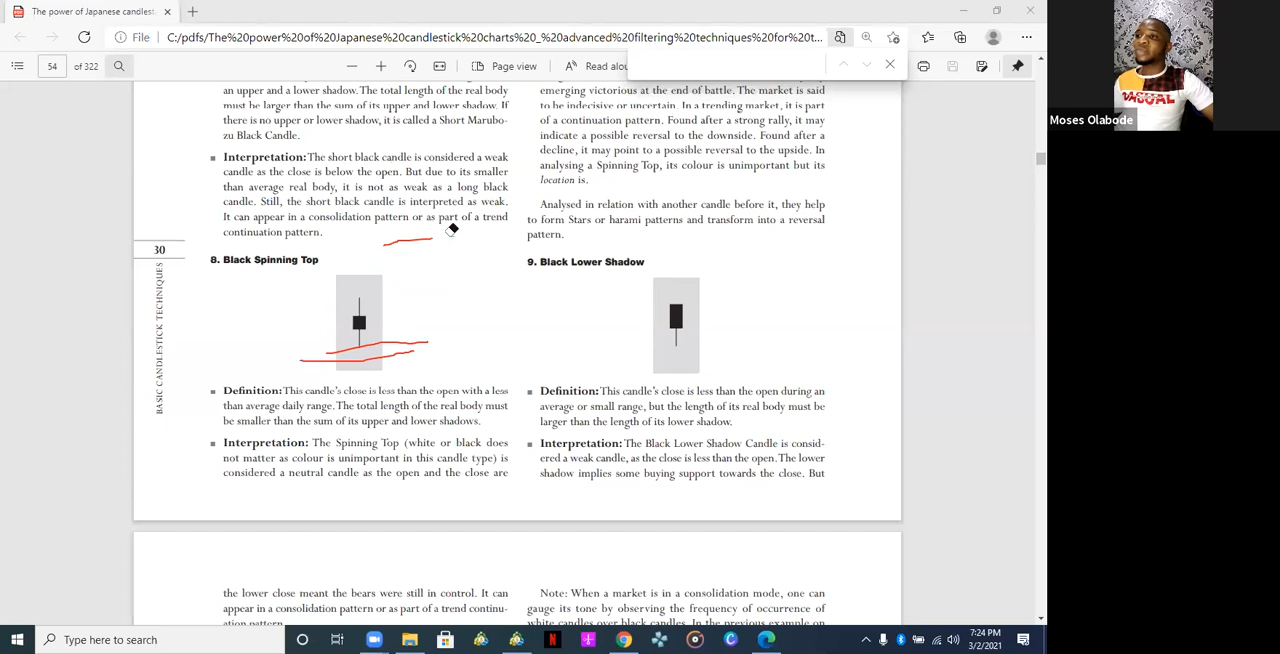 The power of Japanese candlest
File
C:/pdfs/The%20power%20of%20Japanese%20candlestick%20charts%20_%20advanced%20filtering%20techniques%20for%20t...
54 of 322
Page view
Read alou
Moses Olabode
an upper and a lower shadow. The total length of the real body
must be larger than the sum of its upper and lower shadow. If
there is no upper or lower shadow, it is called a Short Marubo-
zu Black Candle.
Interpretation: The short black candle is considered a weak
candle as the close is below the open. But due to its smaller
than average real body, it is not as weak as a long black
candle. Still, the short black candle is interpreted as weak.
It can appear in a consolidation pattern or as part of a trend
continuation pattern.
30
BASIC CANDLESTICK TECHNIQUES
8. Black Spinning Top
Definition: This candle's close is less than the open with a less
than average daily range. The total length of the real body must
be smaller than the sum of its upper and lower shadows.
Interpretation: The Spinning Top (white or black does
not matter as colour is unimportant in this candle type) is
considered a neutral candle as the open and the close are
emerging victorious at the end of battle. The market is said
to be indecisive or uncertain. In a trending market, it is part
of a continuation pattern. Found after a strong rally, it may
indicate a possible reversal to the downside. Found after a
decline, it may point to a possible reversal to the upside. In
analysing a Spinning Top, its colour is unimportant but its
location is.
Analysed in relation with another candle before it, they help
to form Stars or harami patterns and transform into a reversal
pattern.
9. Black Lower Shadow
Definition: This candle's close is less than the open during an
average or small range, but the length of its real body must be
larger than the length of its lower shadow.
Interpretation: The Black Lower Shadow Candle is consid-
ered a weak candle, as the close is less than the open. The lower
shadow implies some buying support towards the close. But
the lower close meant the bears were still in control. It can
appear in a consolidation pattern or as part of a trend continu-
ation pattern.
Note: When a market is in a consolidation mode, one can
gauge its tone by observing the frequency of occurrence of
white candles over black candles. In the previous example on
Type here to search
7:24 PM
3/2/2021